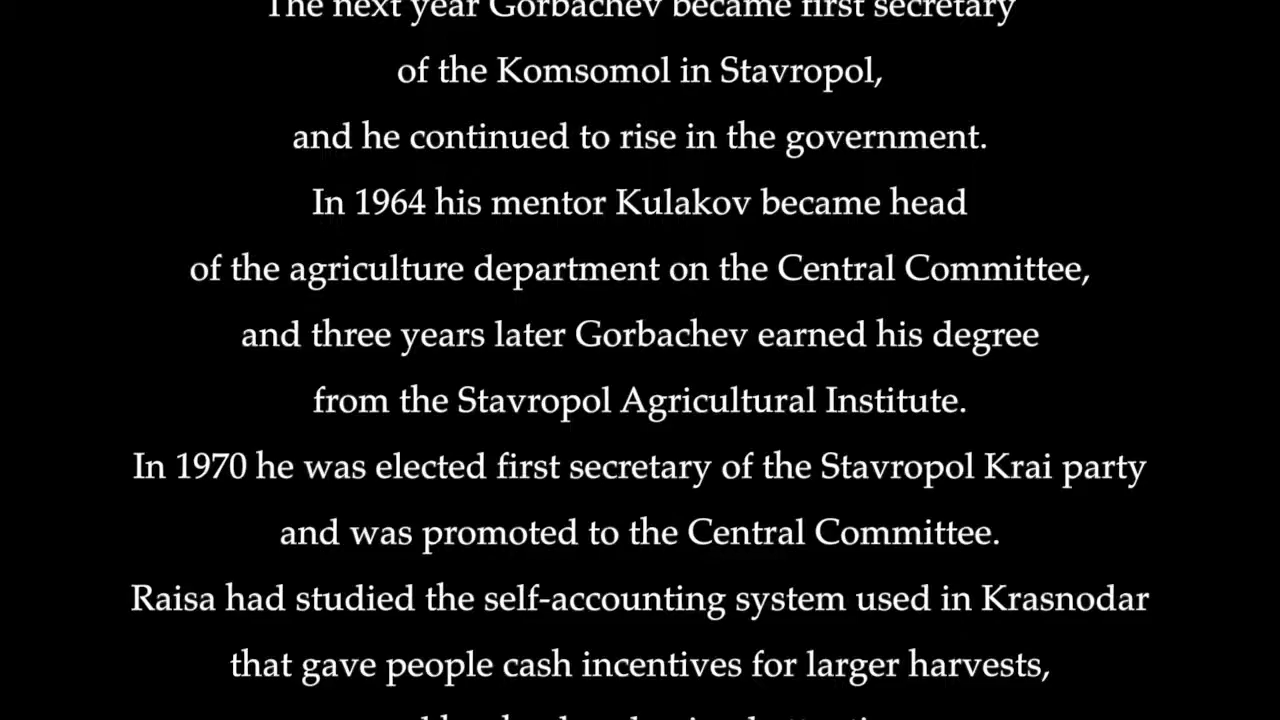 The next year Gorbachev became first secretary
of the Komsomol in Stavropol,
and he continued to rise in the government.
In 1964 his mentor Kulakov became head
of the agriculture department on the Central Committee,
and three years later Gorbachev earned his degree
from the Stavropol Agricultural Institute.
In 1970 he was elected first secretary of the Stavropol Krai party
and was promoted to the Central Committee.
Raisa had studied the self-accounting system used in Krasnodar
that gave people cash incentives for larger harvests,